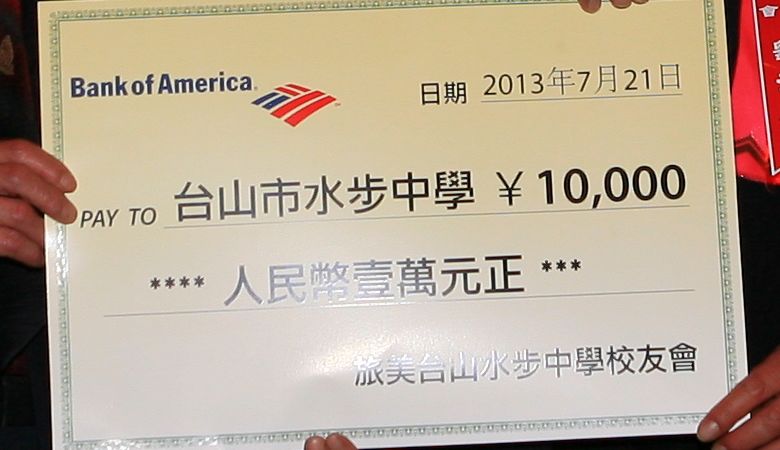 Bank of America
日期 2013年7月21日
PAY TO 台山市水步中學 ¥ 10,000
**** 人民幣壹萬元正 ***
旅美台山水步中學校友會
會